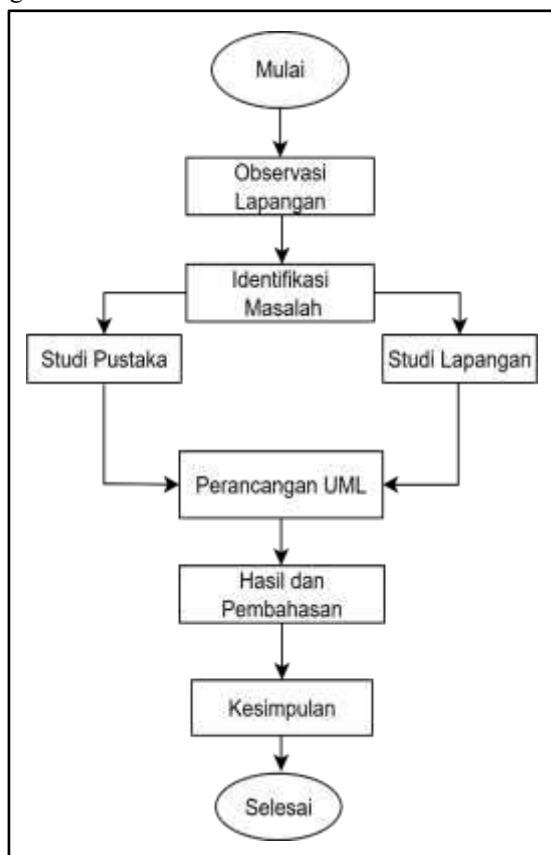 Mulai
Observasi
Lapangan
Identifikasi
Masalah
Studi Pustaka
Studi Lapangan
Perancangan UML
Hasil dan
Pembahasan
Kesimpulan
Selesai